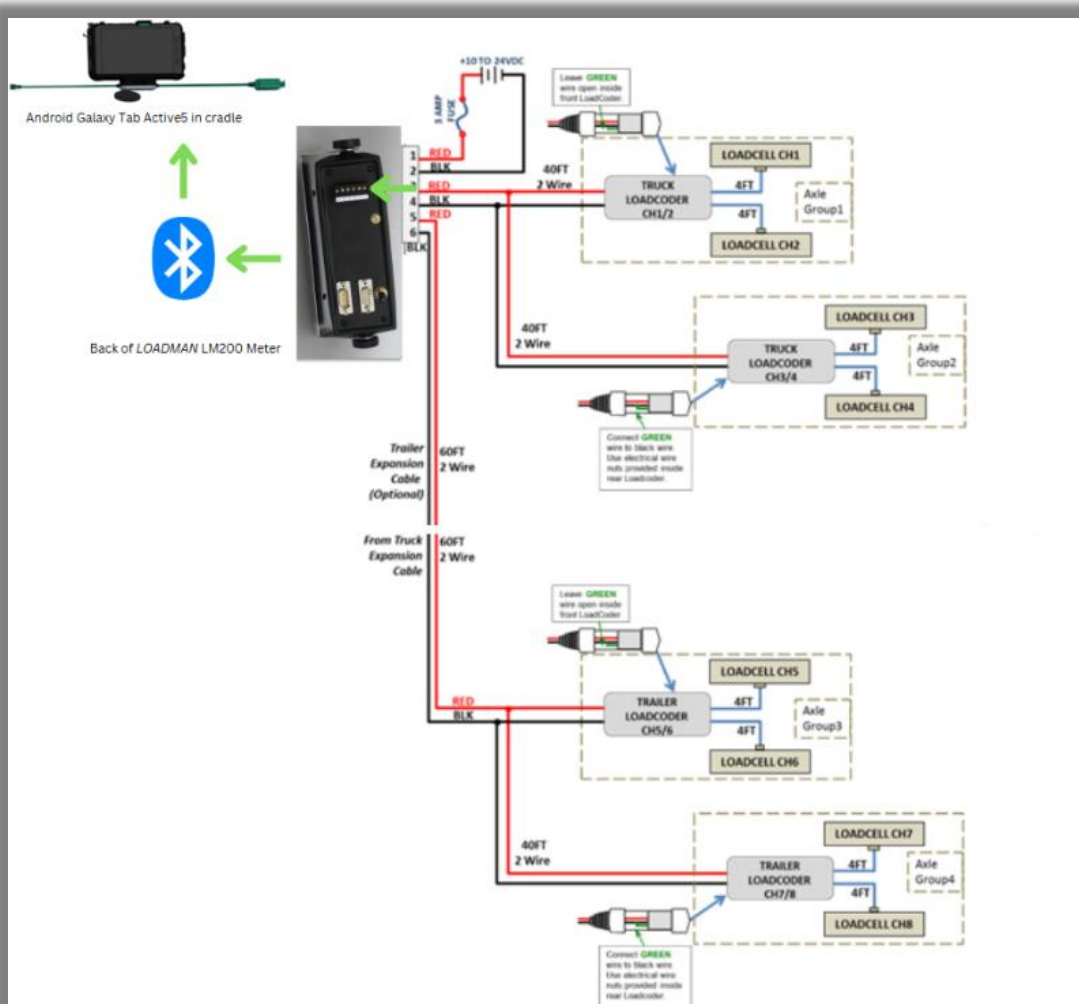 Android Galaxy Tab Active5 in cradle
Back of LOADMAN LM200 Meter
+10 TO 24VDC
3 AMP
FUSE
1
2
3
4
5
6
RED
BLK
RED
BLK
RED
BLK
40FT
2 Wire
Leave GREEN
wire open inside
front LoadCoder.
TRUCK
LOADCODER
CH1/2
4FT
4FT
LOADCELL CH1
LOADCELL CH2
Axle
Group1
40FT
2 Wire
TRUCK
LOADCODER
CH3/4
4FT
4FT
LOADCELL CH3
LOADCELL CH4
Axle
Group2
Connect GREEN
wire to black wire.
Use electrical wire
nuts provided inside
rear Loadcoder.
Trailer
Expansion
Cable
(Optional)
60FT
2 Wire
From Truck
Expansion
Cable
60FT
2 Wire
Leave GREEN
wire open inside
front LoadCoder
RED
BLK
TRAILER
LOADCODER
CH5/6
4FT
4FT
LOADCELL CH5
LOADCELL CH6
Axle
Group3
40FT
2 Wire
TRAILER
LOADCODER
CH7/8
4FT
4FT
LOADCELL CH7
LOADCELL CH8
Axle
Group4
Connect GREEN
wire to black wire.
Use electrical wire
nuts provided inside
rear Loadcoder.